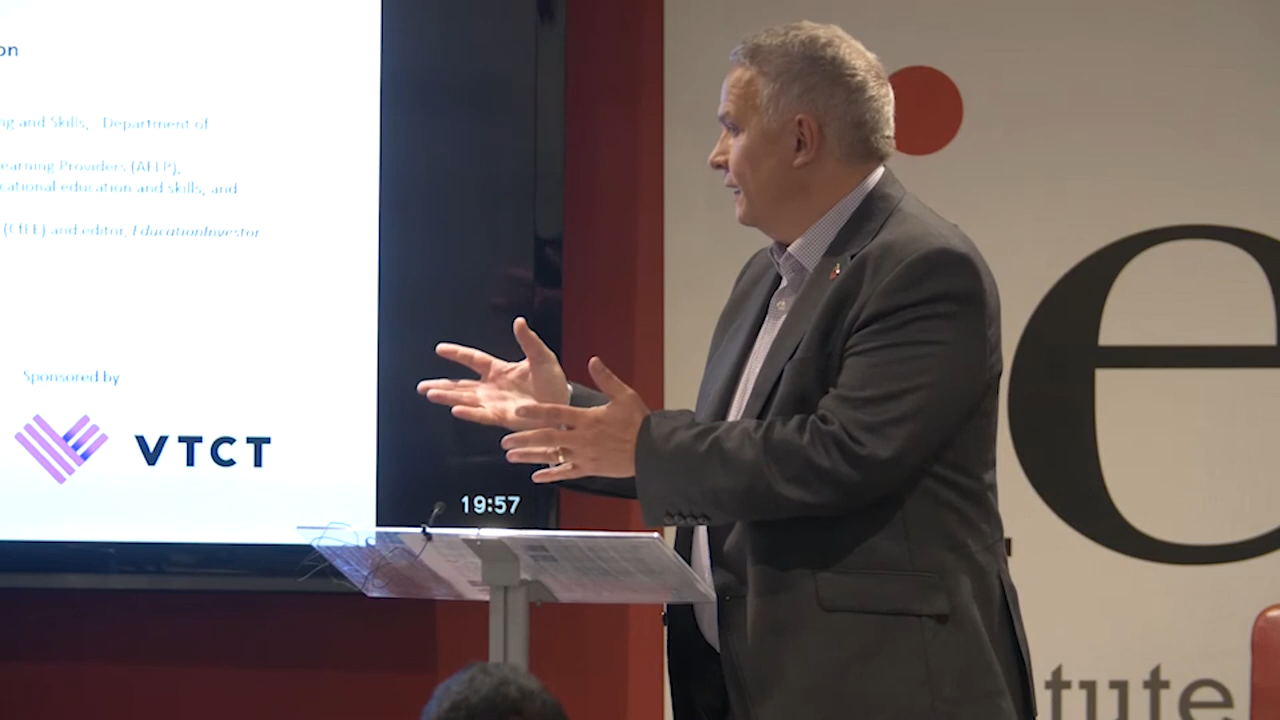 on
ng and Skills, Department of
earning Providers (AELP),
cational education and skills, and
(CfEE) and editor, EducationInvestor
Sponsored by
VTCT
19:57
ie
tute